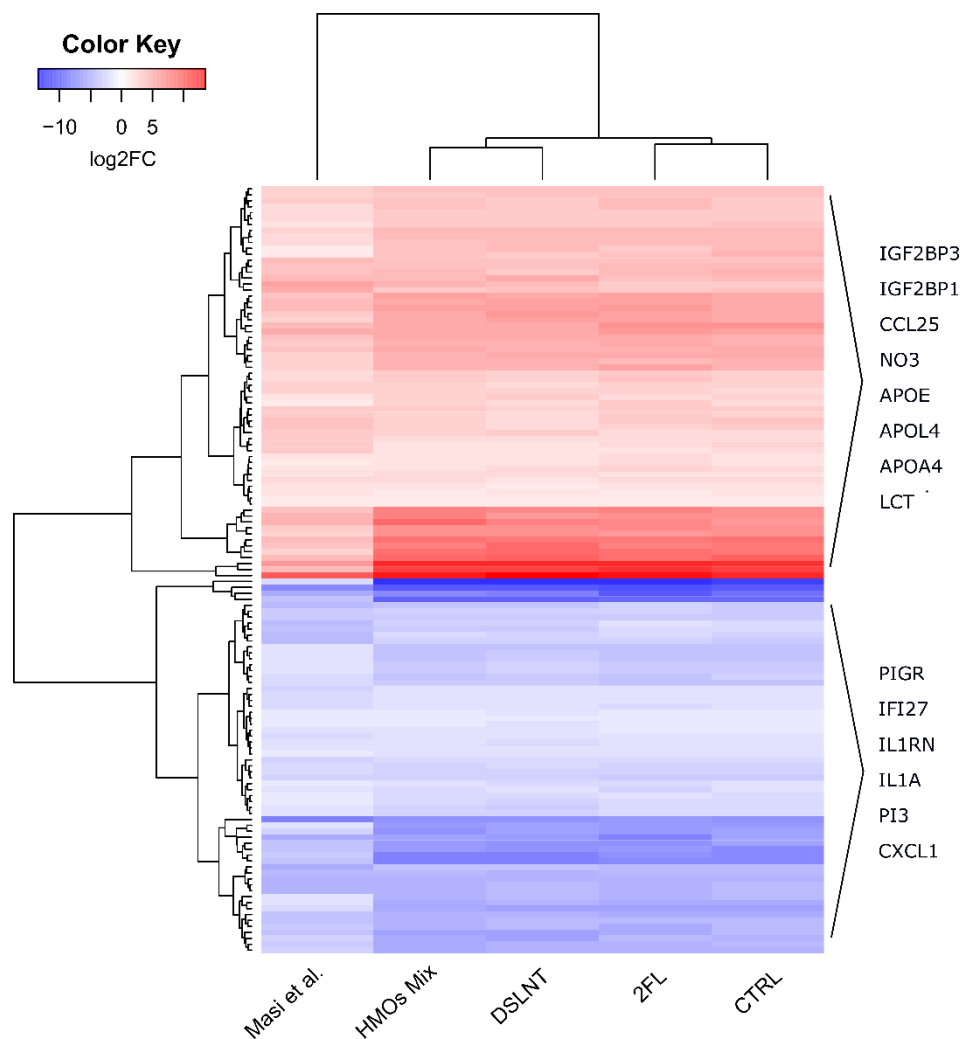 Color Key
−10 0 5
log2FC
IGF2BP3
IGF2BP1
CCL25
NO3
APOE
APOL4
APOA4
LCT
PIGR
IFI27
IL1RN
IL1A
PI3
CXCL1
Masi et al. HMOs Mix DSLNT 2FL CTRL